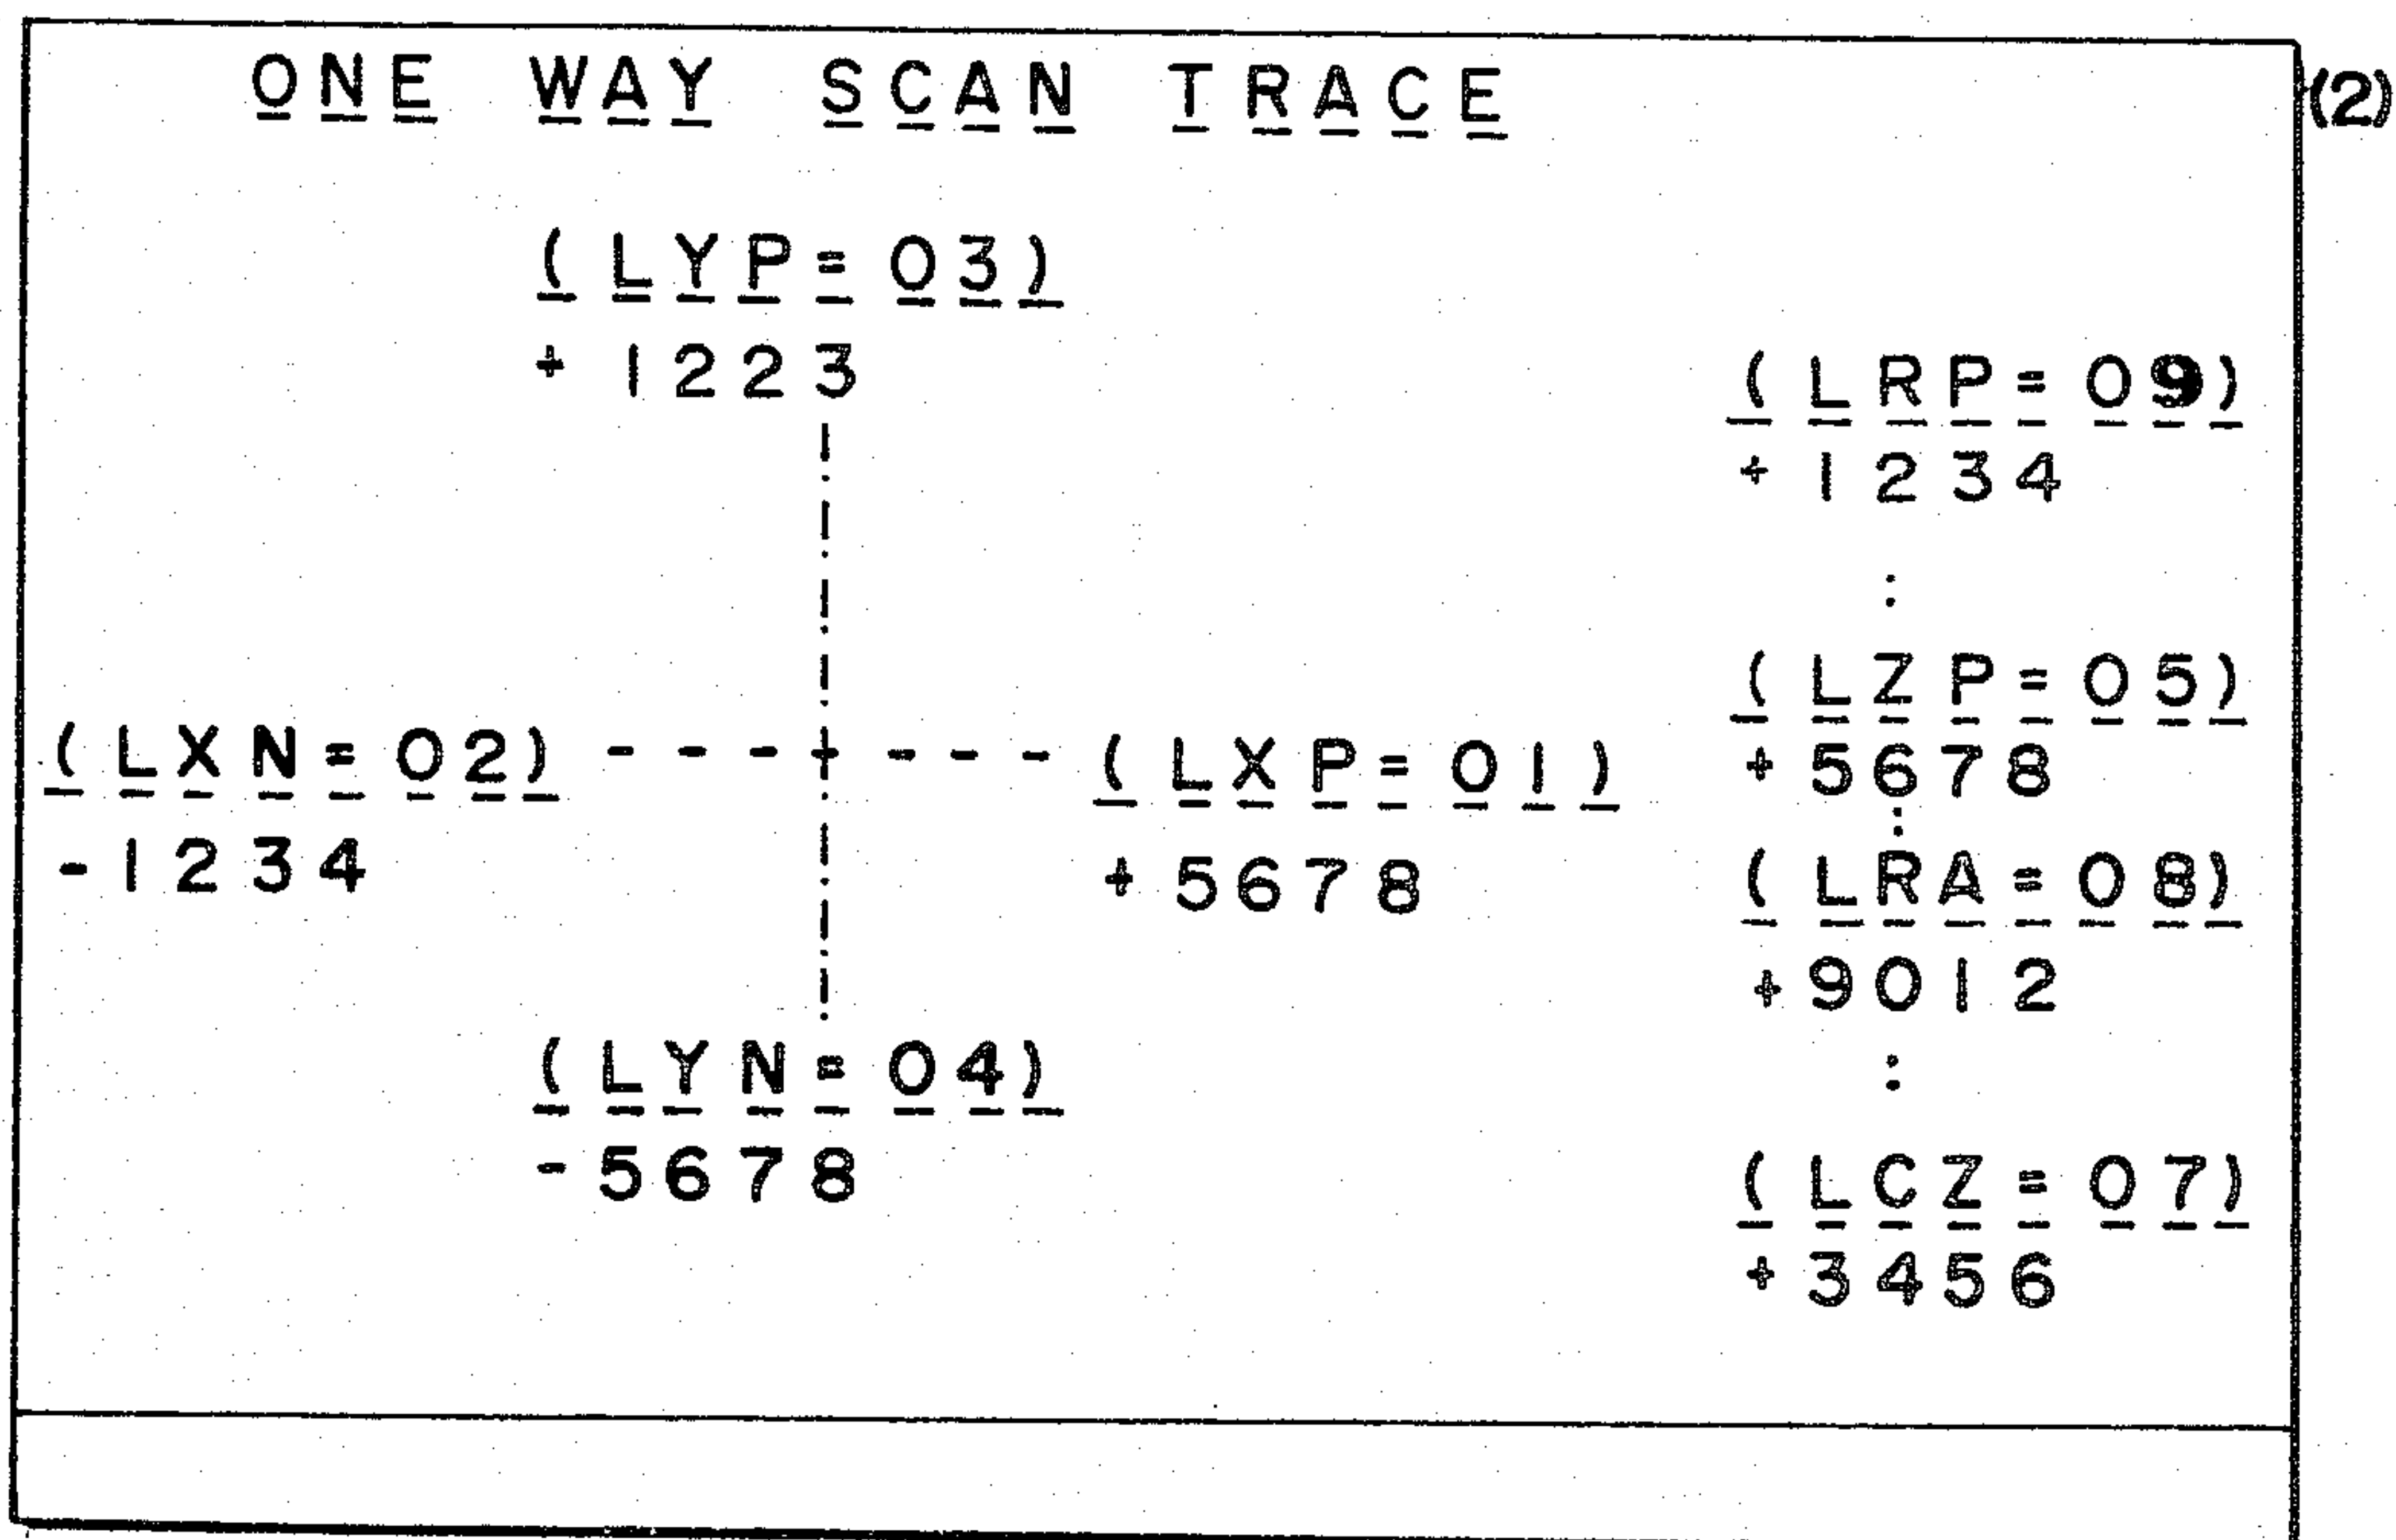 ONE WAY SCAN TRACE
(2)
(LYP=03)
+1223
(LRP=09)
+1234
:
(LZP=05)
+5678
(LXN=02)---+---(LXP=01)
:
-1234
+5678
(LRA=08)
+9012
(LYN=04)
:
-5678
(LCZ=07)
+3456